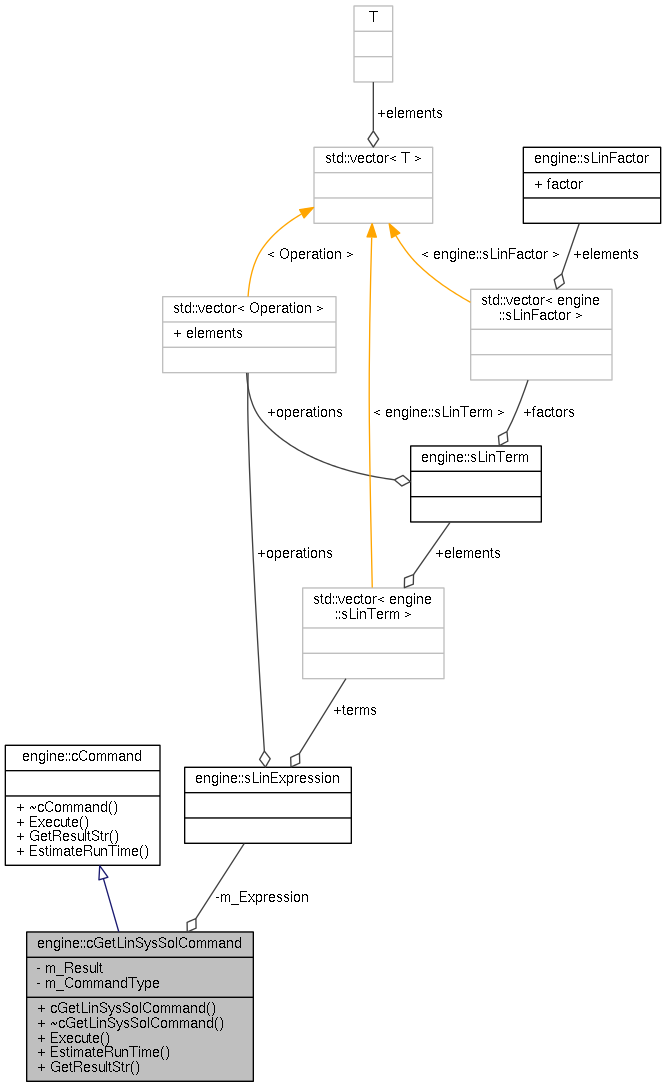 T
+elements
std::vector< T >
engine::sLinFactor
+ factor
< Operation >
< engine::sLinFactor >
+elements
std::vector< Operation >
+ elements
std::vector< engine
::sLinFactor >
+operations
< engine::sLinTerm >
+factors
engine::sLinTerm
+operations
+elements
std::vector< engine
::sLinTerm >
+terms
engine::cCommand
+ ~cCommand()
+ Execute()
+ GetResultStr()
+ EstimateRunTime()
engine::sLinExpression
-m_Expression
engine::cGetLinSysSolCommand
- m_Result
- m_CommandType
+ cGetLinSysSolCommand()
+ ~cGetLinSysSolCommand()
+ Execute()
+ EstimateRunTime()
+ GetResultStr()